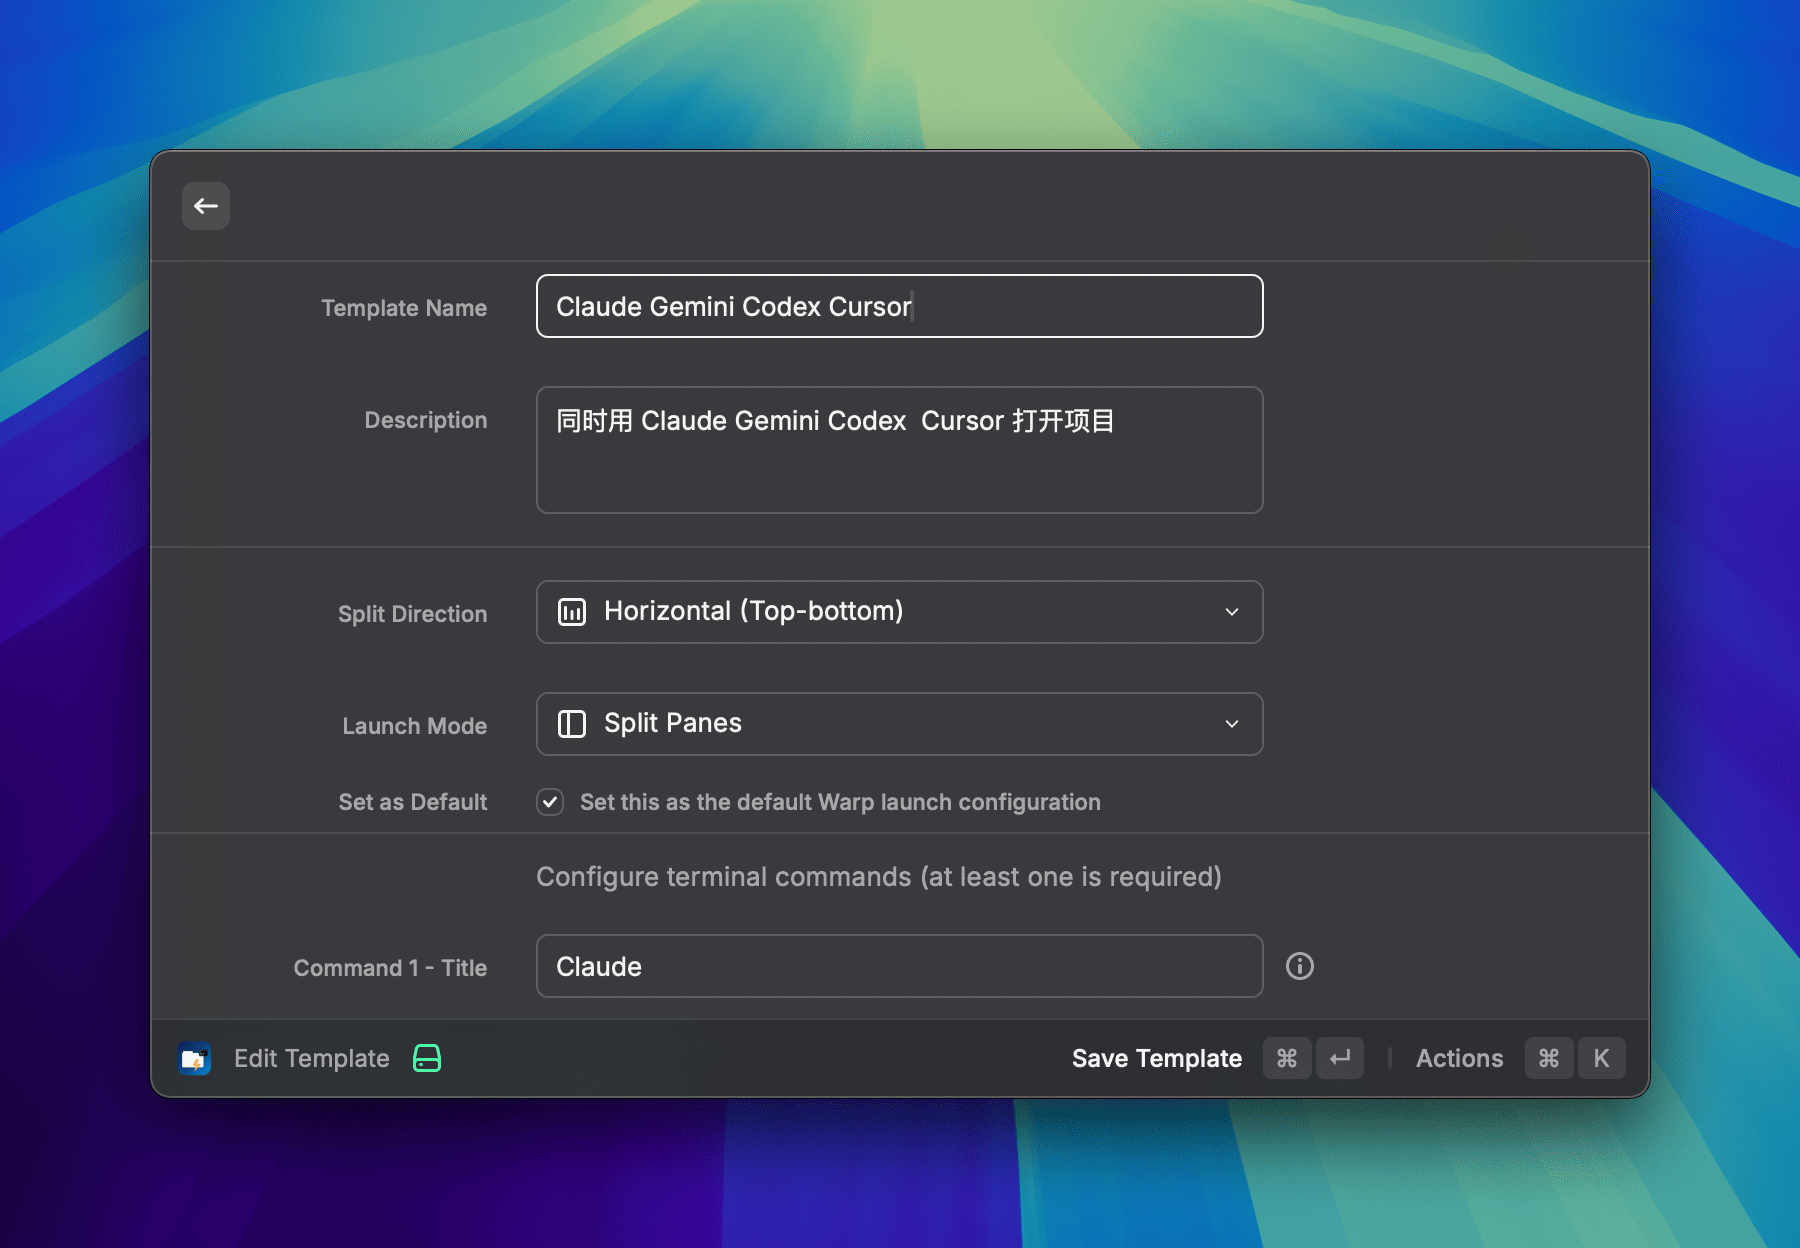 Template Name
Claude Gemini Codex Cursor
Description
同时用 Claude Gemini Codex  Cursor 打开项目
Split Direction
Horizontal (Top-bottom)
Launch Mode
Split Panes
Set as Default
Set this as the default Warp launch configuration
Configure terminal commands (at least one is required)
Command 1 - Title
Claude
Edit Template
Save Template ⌘ ↵
Actions ⌘ K